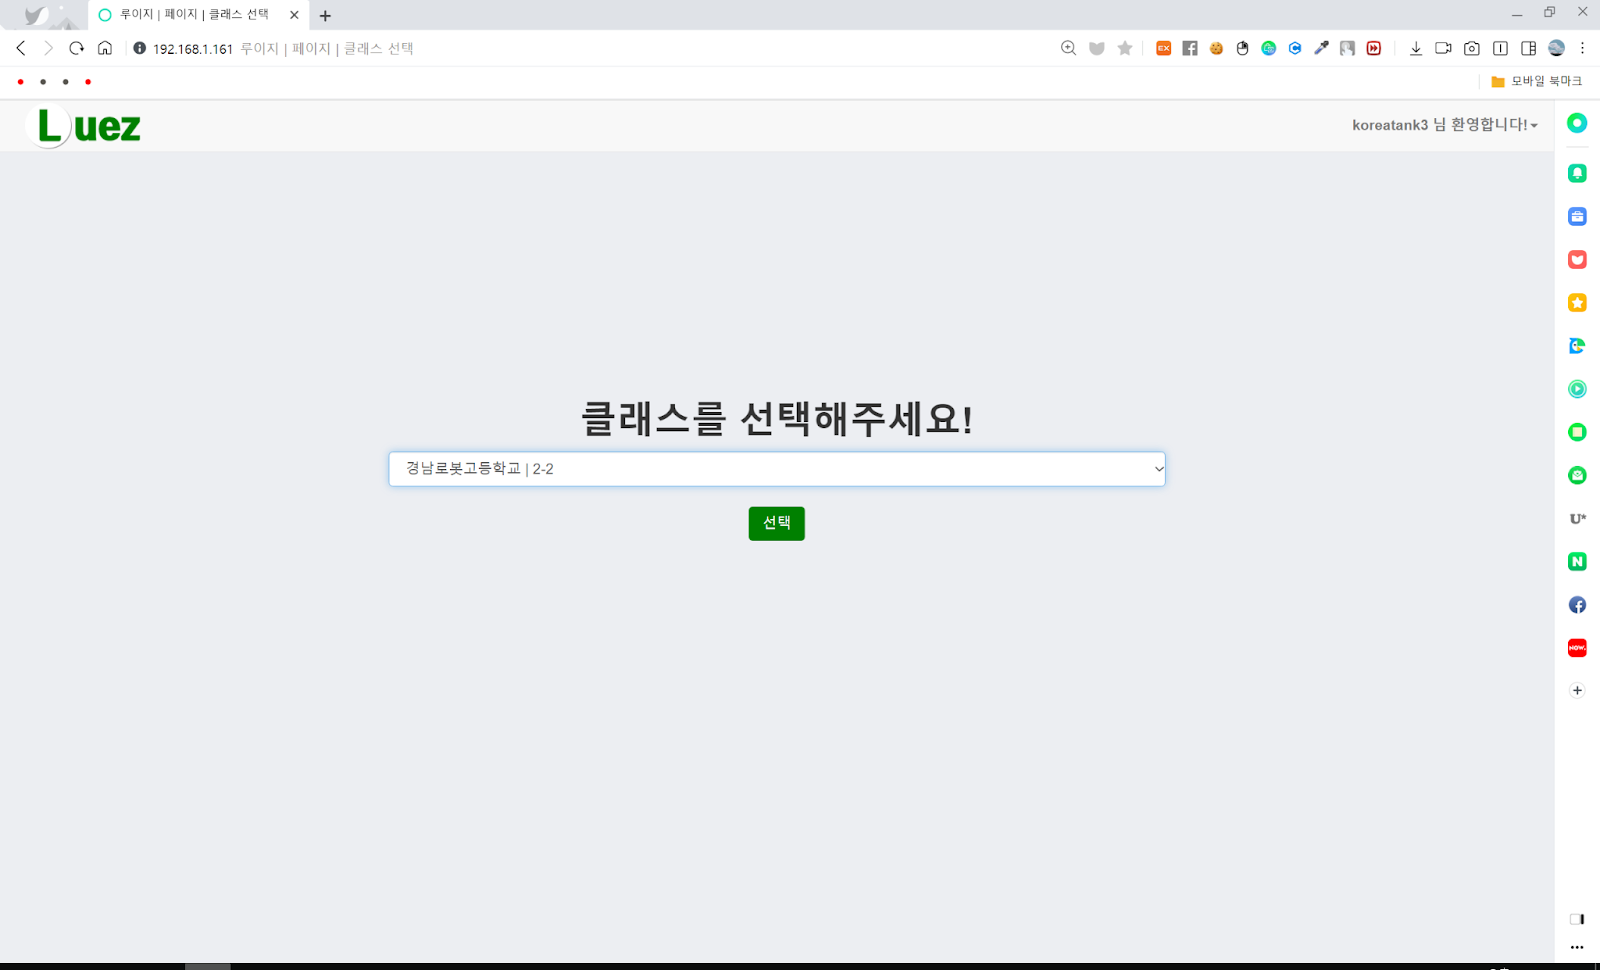 루이지 | 페이지 | 클래스 선택
192.168.1.161 루이지 | 페이지 | 클래스 선택
EX
모바일 북마크
Luez
koreatank3 님 환영합니다!
클래스를 선택해주세요!
경남로봇고등학교 | 2-2
선택
U*
N
NOW.